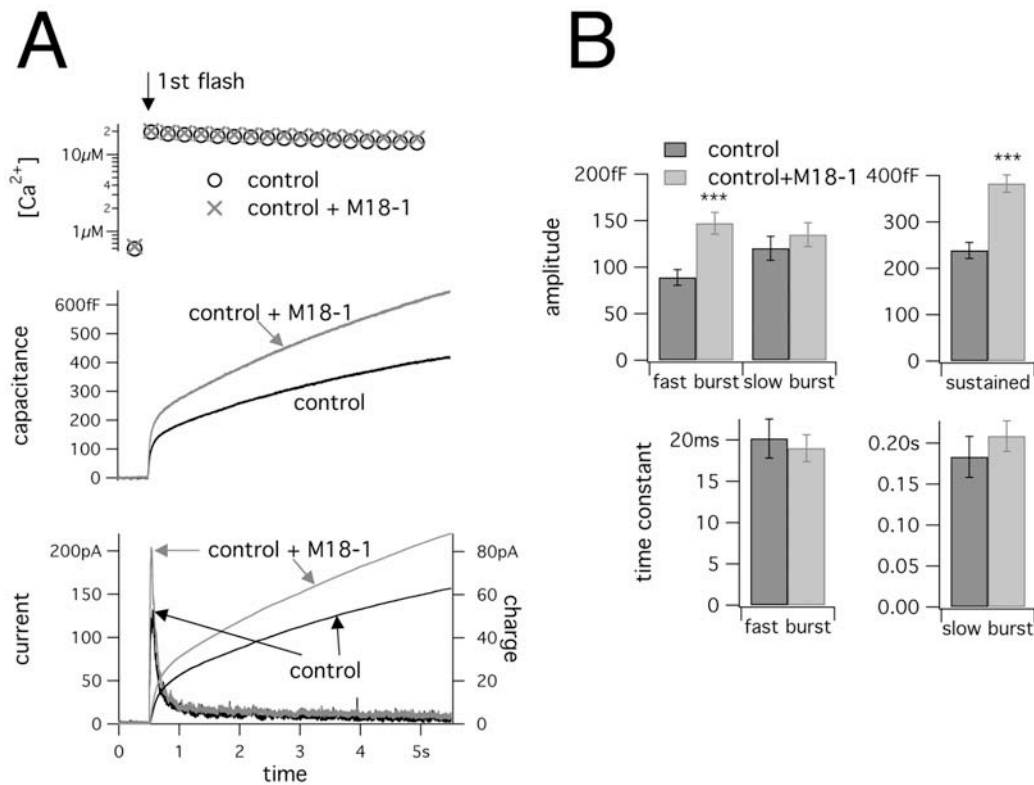 A
1st flash
[Ca2+]
2
10µM
4
2
1µM
control
control + M18-1
capacitance
600fF
500
400
300
200
100
0
control + M18-1
control
current
200pA
150
100
50
0
control + M18-1
control
80pA
60
40
20
0
charge
0
1
2
3
4
5s
time
B
control
control+M18-1
amplitude
200fF
150
100
50
0
***
fast burst
slow burst
400fF
300
200
100
0
***
sustained
time constant
20ms
15
10
5
0
fast burst
0.20s
0.15
0.10
0.05
0.00
slow burst